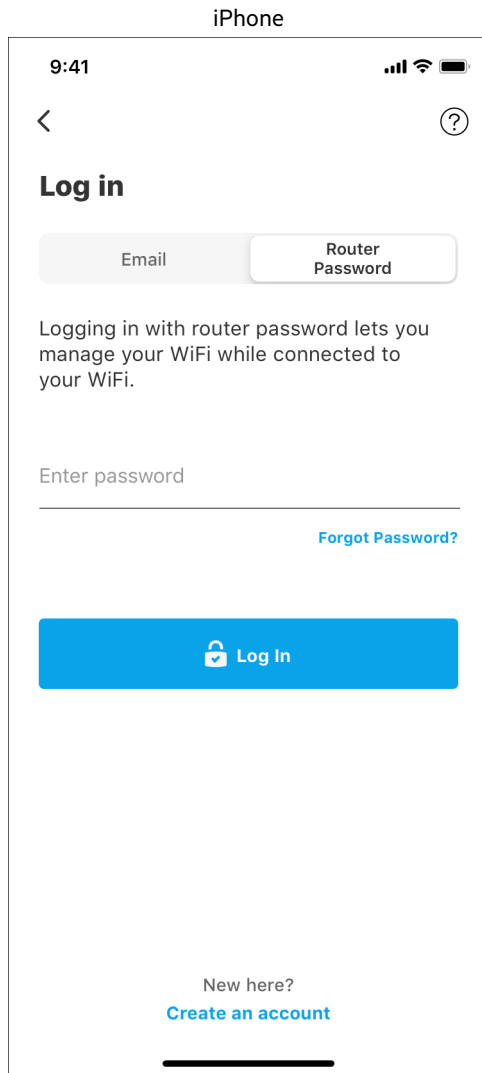 iPhone
9:41
?
Log in
Email
Router
Password
Logging in with router password lets you
manage your WiFi while connected to
your WiFi.
Enter password
Forgot Password?
Log In
New here?
Create an account